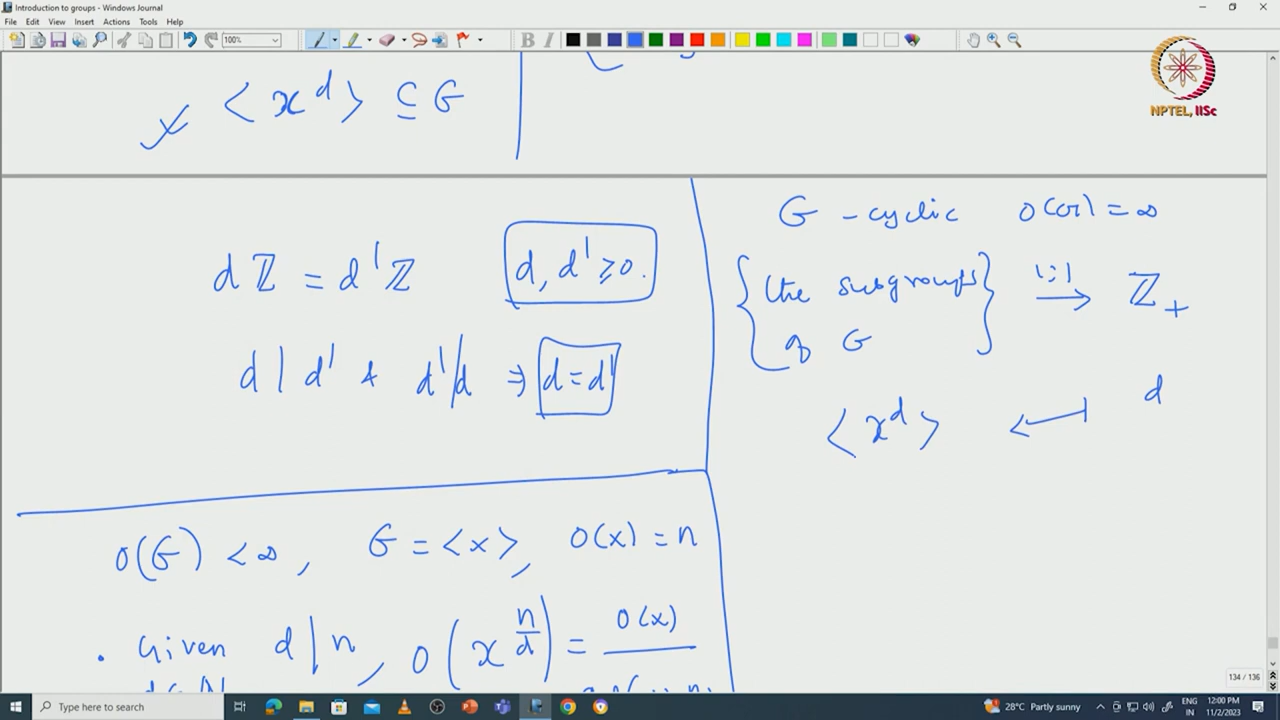 Introduction to groups - Windows Journal
File Edit View Insert Actions Tools Help
100%
B I
NPTEL, IISc
< x^d > ⊆ G
dℤ = d'ℤ d, d' ≥ 0.
d | d' & d' | d ⇒ d = d'
G - cyclic O(G) = ∞
{ the subgroups of G } 1:1 → ℤ+
< x^d > ↤ d
O(G) < ∞, G = < x >, O(x) = n
• Given d | n, O(x^{n/d}) = O(x)
134 / 136
Type here to search
28°C Partly sunny
ENG
IN
12:00 PM
11/2/2023